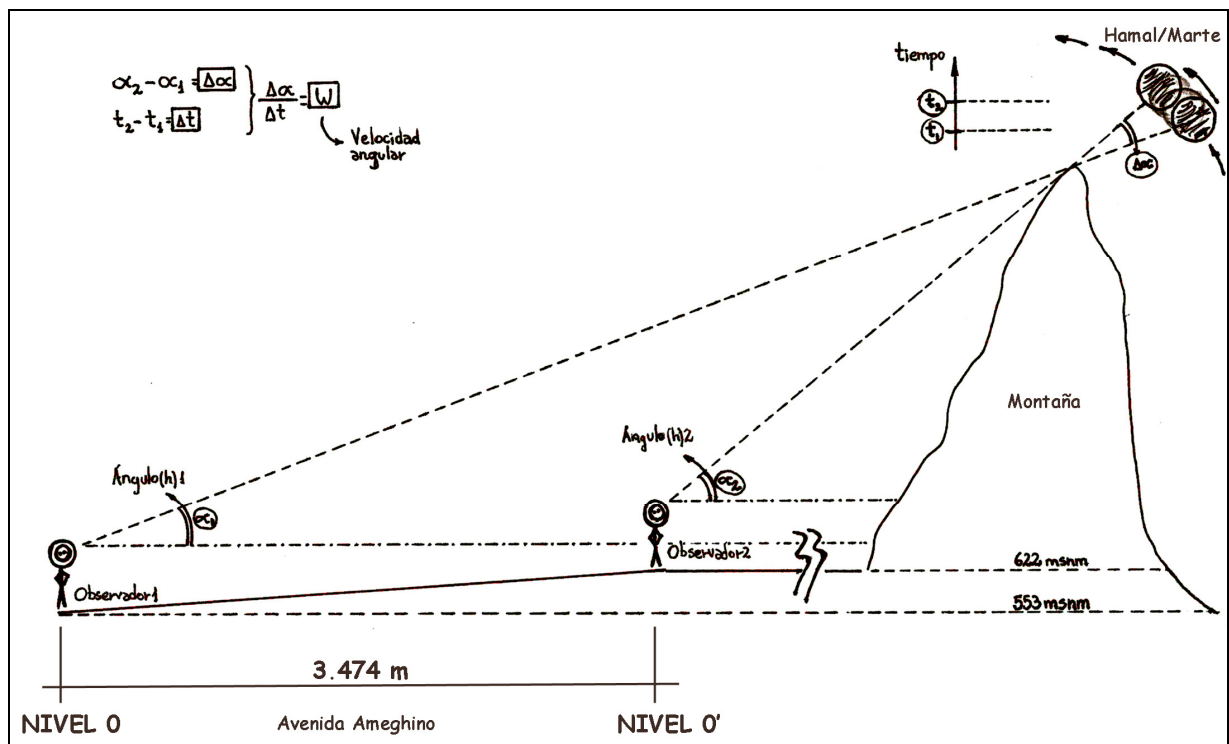 Hamal/Marte
tiempo
α₂-α₁=Δα
t₂-t₁=Δt
Δα/Δt=W
Velocidad
angular
t₂
t₁
Δα
Montaña
Ángulo(h)2
α₂
Ángulo(h)1
α₁
Observador2
Observador1
622 msnm
553 msnm
3.474 m
NIVEL 0
Avenida Ameghino
NIVEL 0'